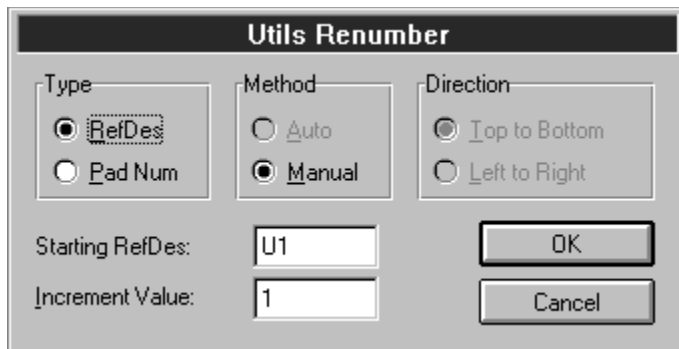 Utils Renumber
Type
RefDes
Pad Num
Method
Auto
Manual
Direction
Top to Bottom
Left to Right
Starting RefDes: U1
Increment Value: 1
OK
Cancel